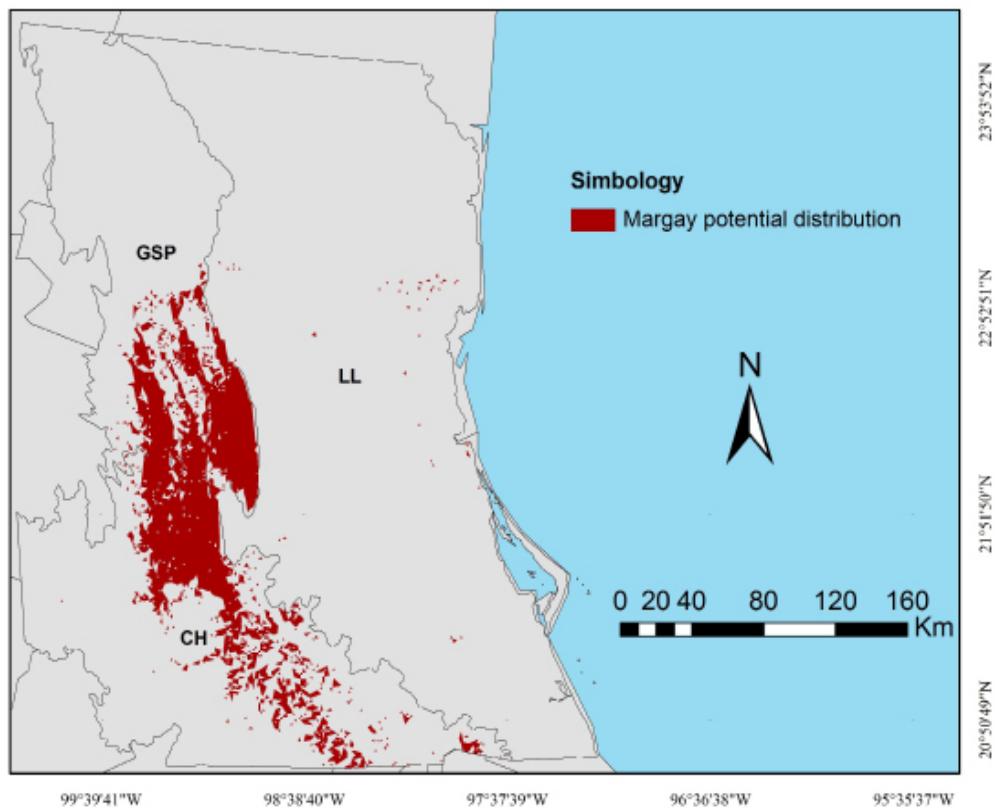 Simbology
Margay potential distribution
GSP
LL
N
CH
0 20 40 80 120 160
Km
23°53'52"N
22°52'51"N
21°51'50"N
20°50'49"N
99°39'41"W 98°38'40"W 97°37'39"W 96°36'38"W 95°35'37"W